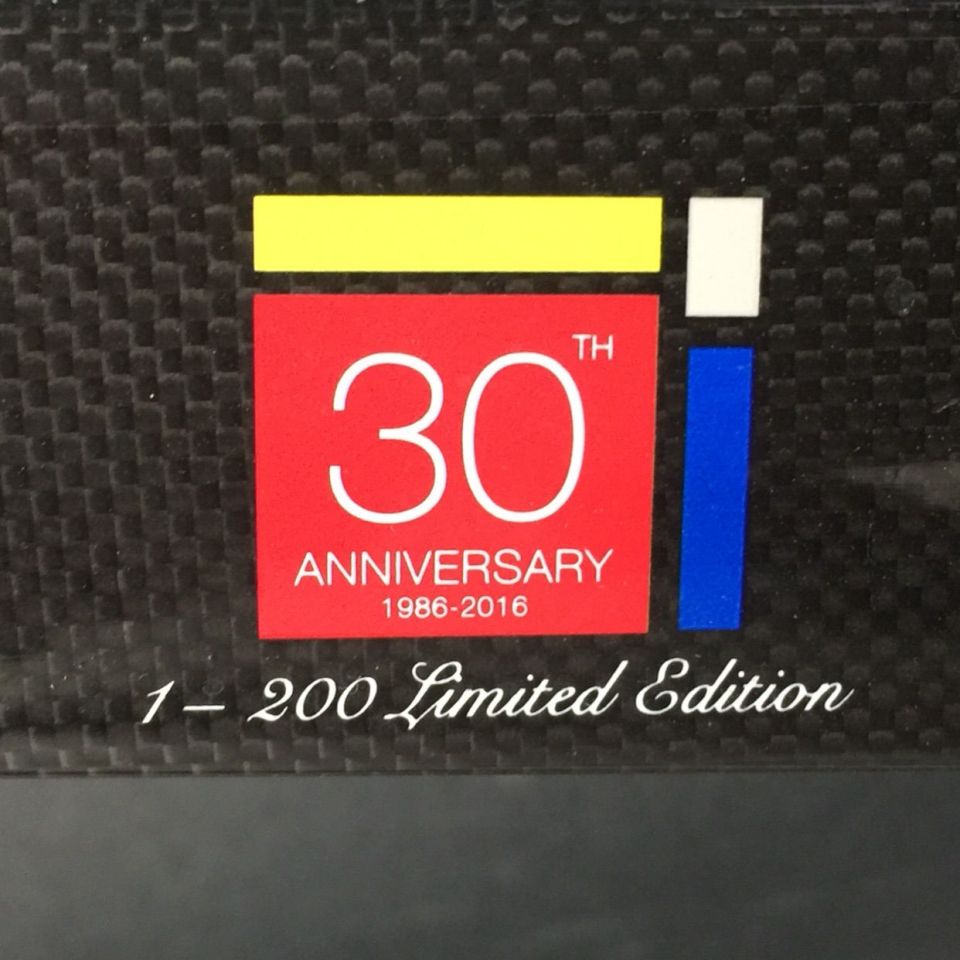 30TH
ANNIVERSARY
1986-2016
1 - 200 Limited Edition